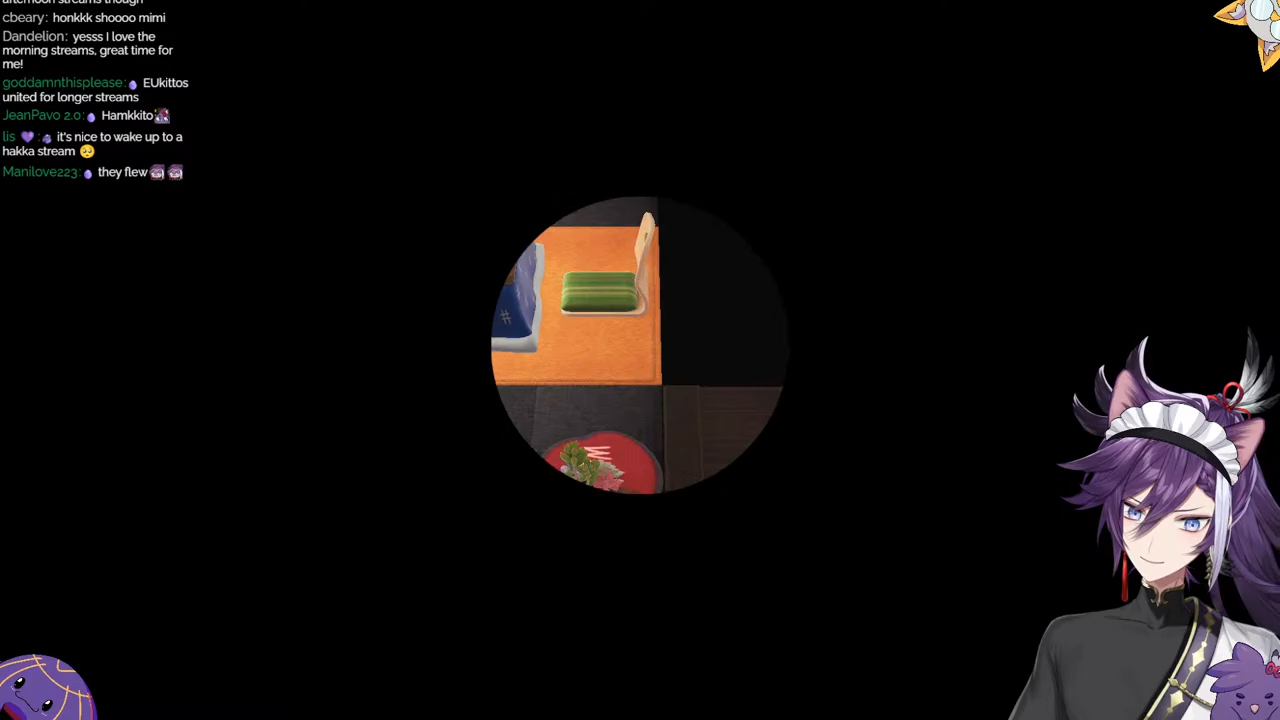 afternoon streams though
cbeary: honkkk shoooo mimi
Dandelion: yesss I love the
morning streams, great time for
me!
goddamnthisplease: EUkittos
united for longer streams
JeanPavo 2.0: Hamkkito
lis 💜: it's nice to wake up to a
hakka stream 🥺
Manilove223: they flew